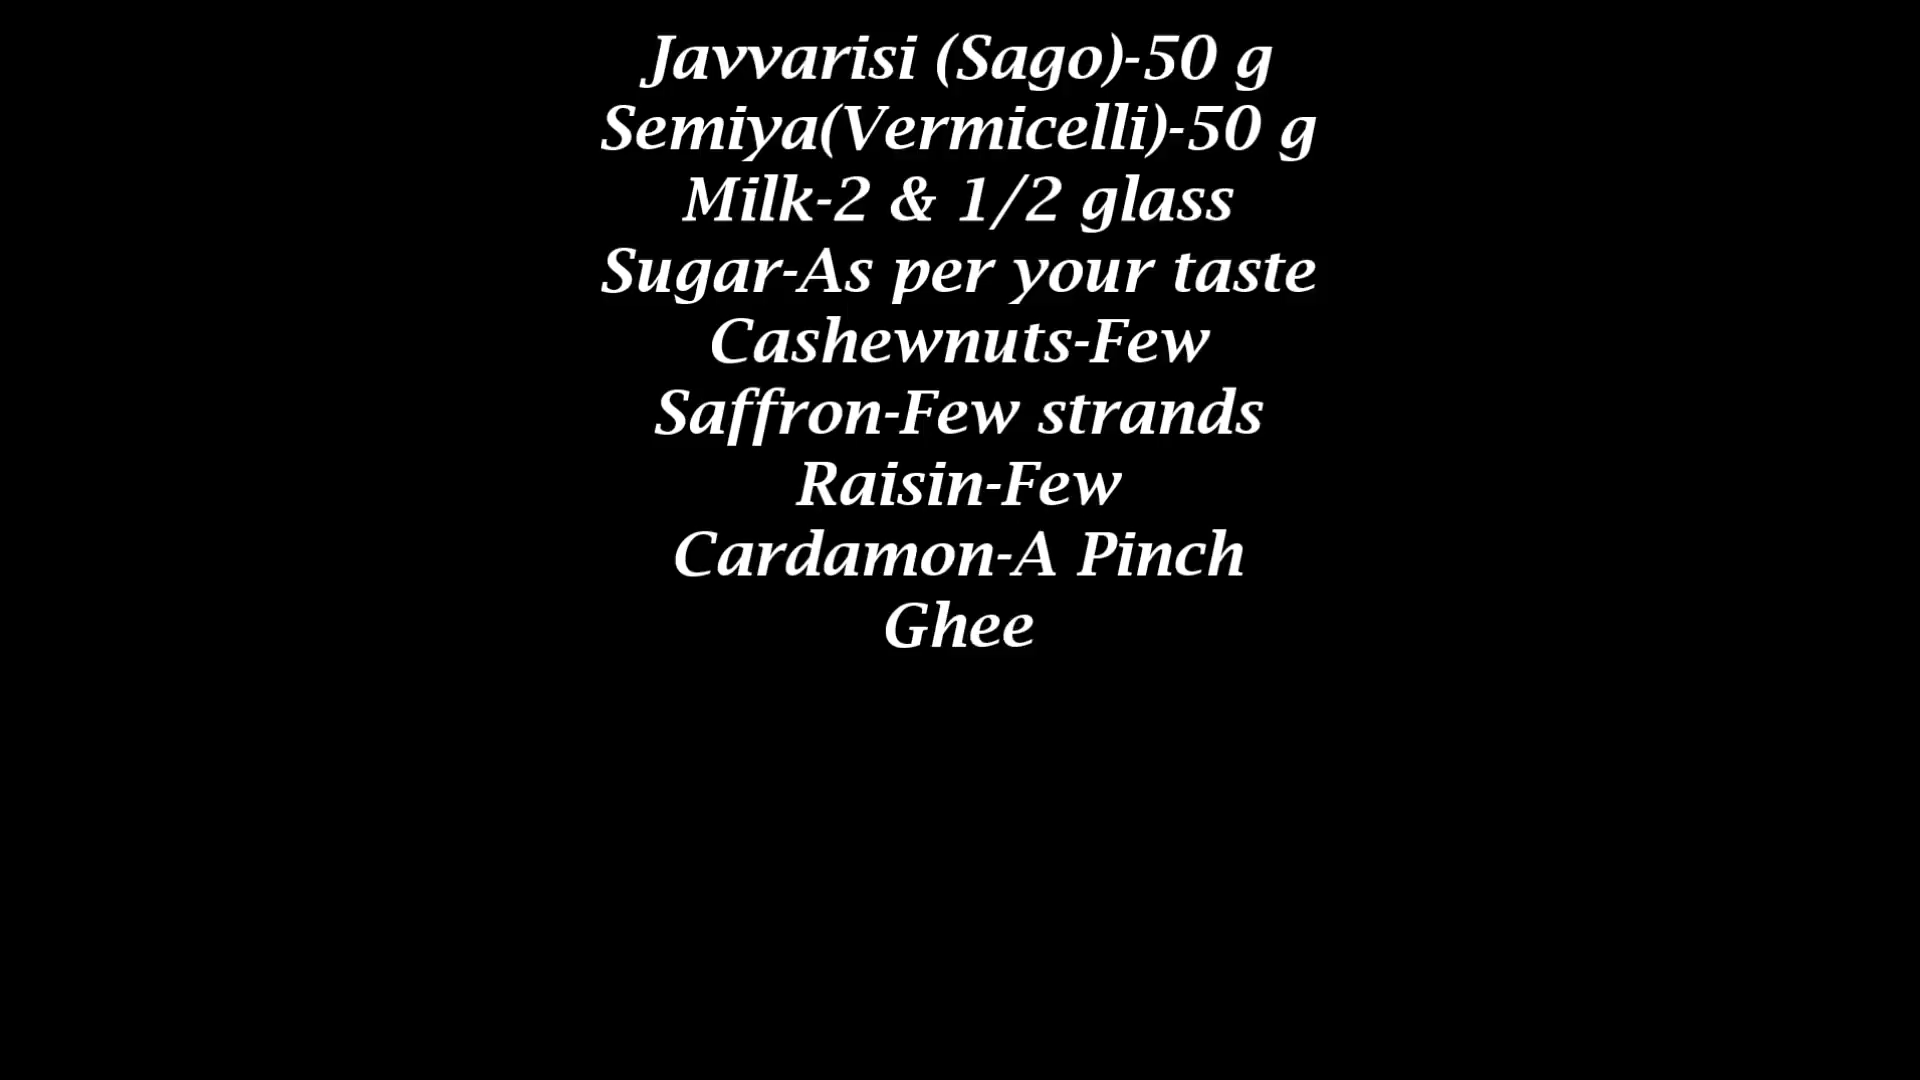 Javvarisi (Sago)-50 g
Semiya(Vermicelli)-50 g
Milk-2 & 1/2 glass
Sugar-As per your taste
Cashewnuts-Few
Saffron-Few strands
Raisin-Few
Cardamon-A Pinch
Ghee